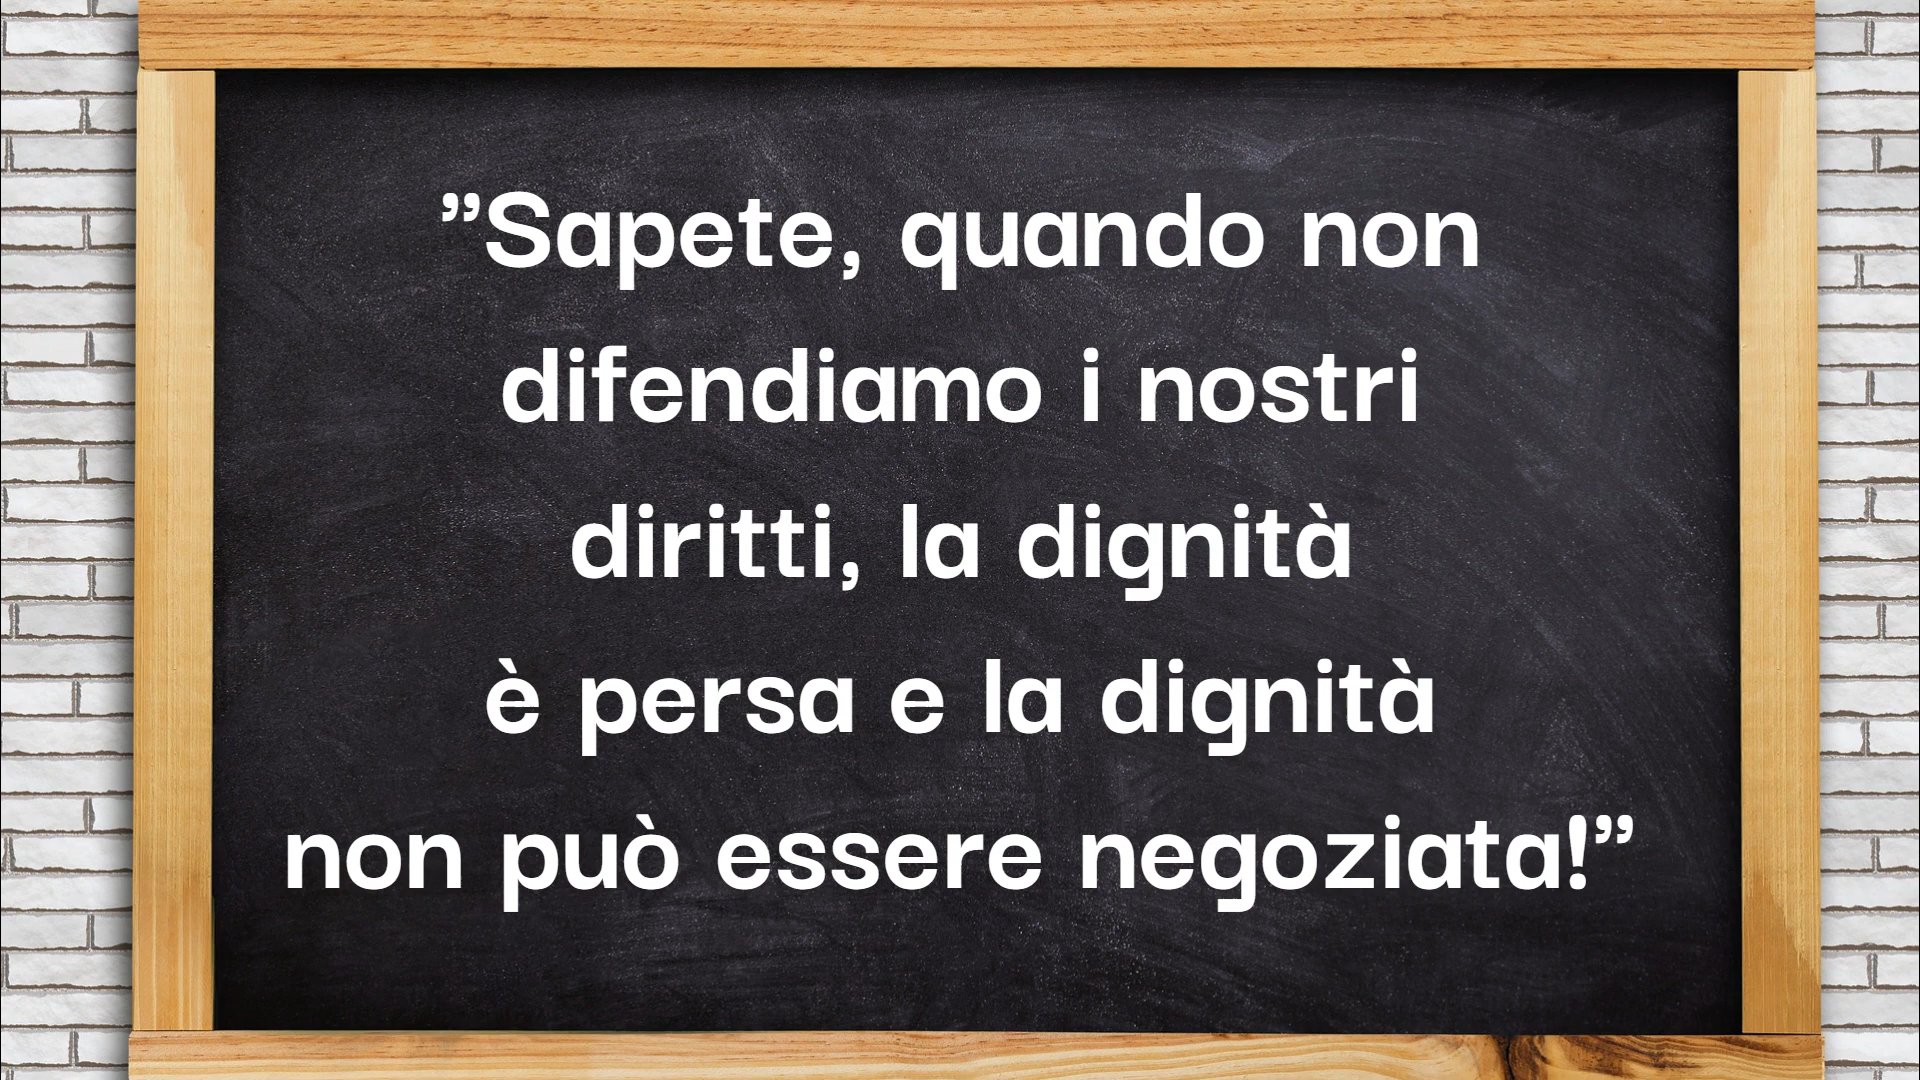 ”Sapete, quando non
difendiamo i nostri
diritti, la dignità
è persa e la dignità
non può essere negoziata!”